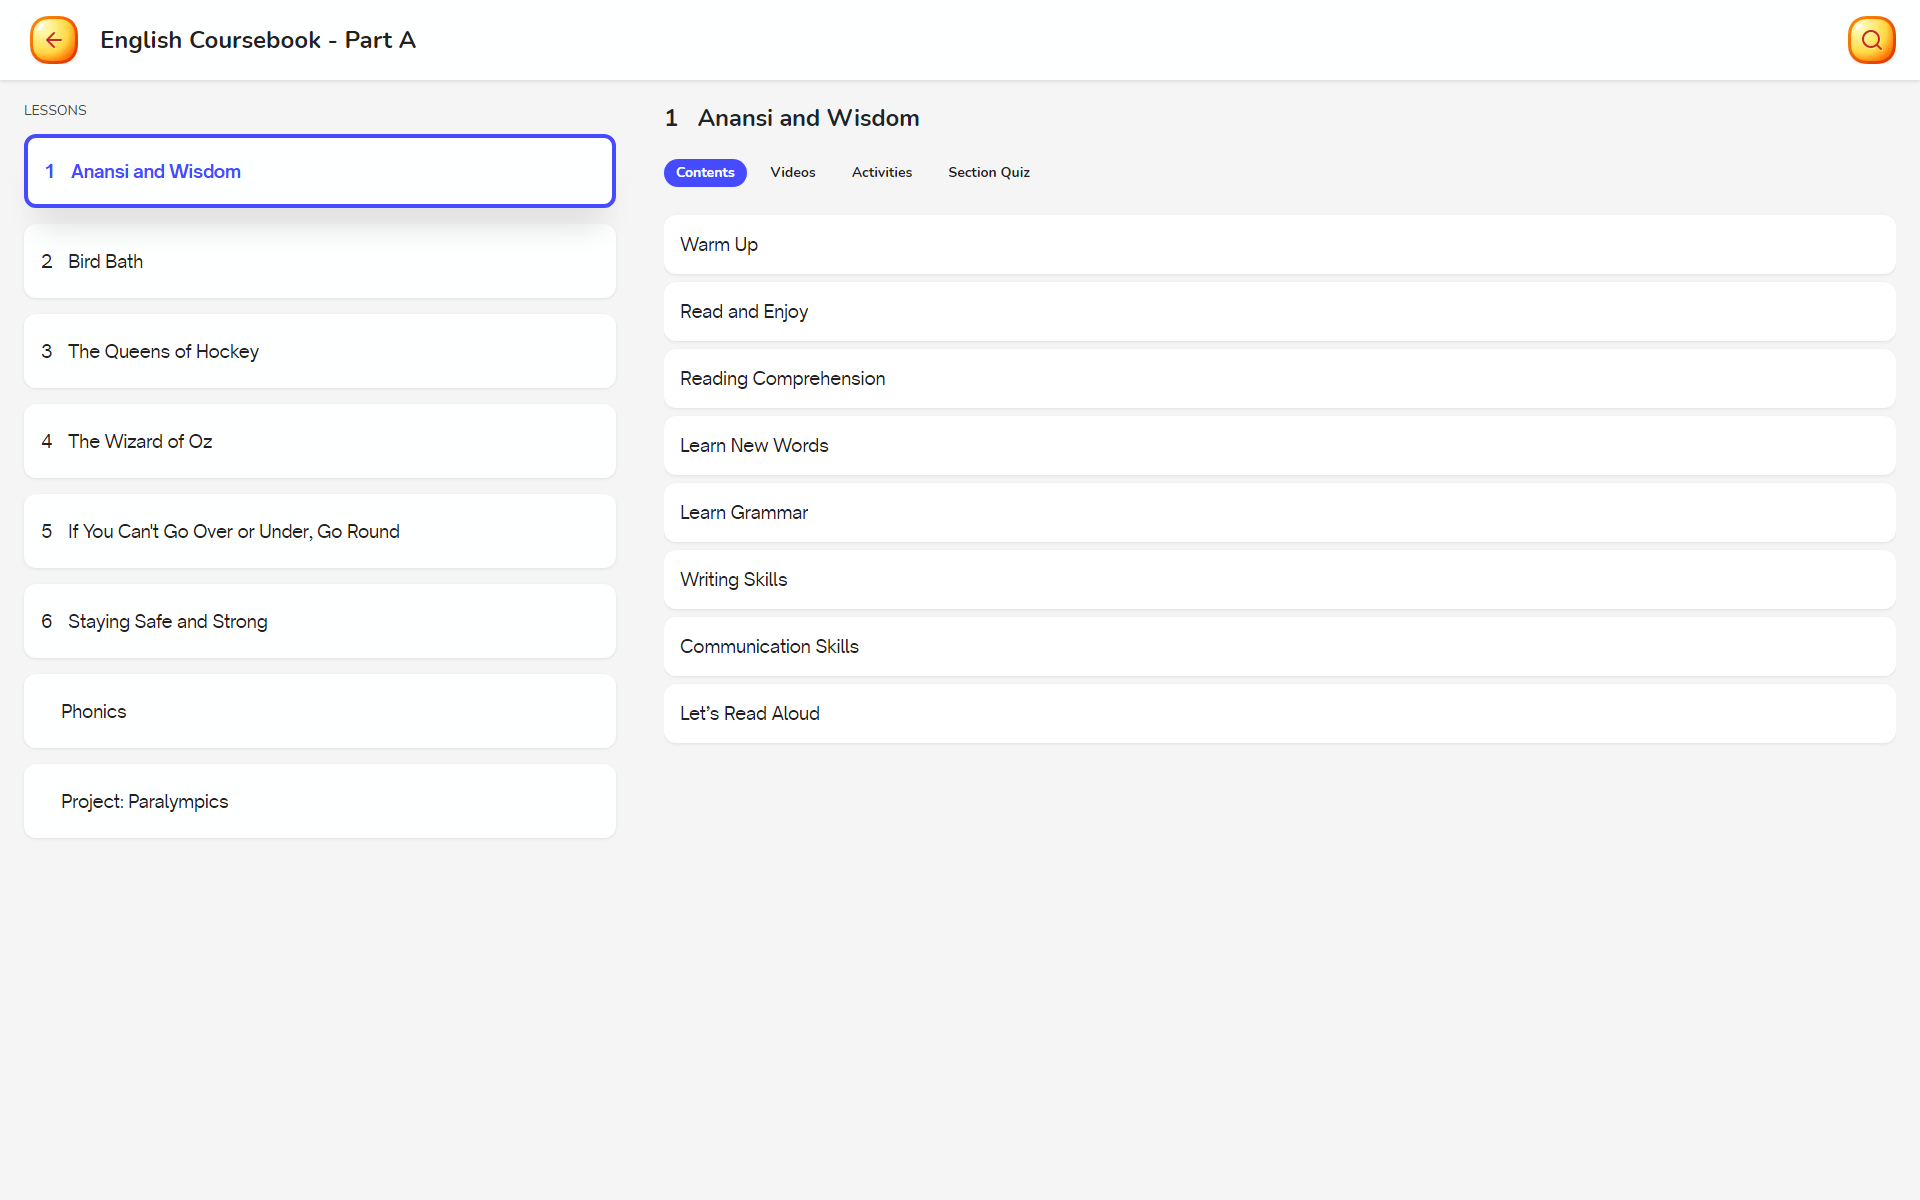 English Coursebook - Part A
LESSONS
1 Anansi and Wisdom
2 Bird Bath
3 The Queens of Hockey
4 The Wizard of Oz
5 If You Can't Go Over or Under, Go Round
6 Staying Safe and Strong
Phonics
Project: Paralympics
1 Anansi and Wisdom
Contents Videos Activities Section Quiz
Warm Up
Read and Enjoy
Reading Comprehension
Learn New Words
Learn Grammar
Writing Skills
Communication Skills
Let’s Read Aloud